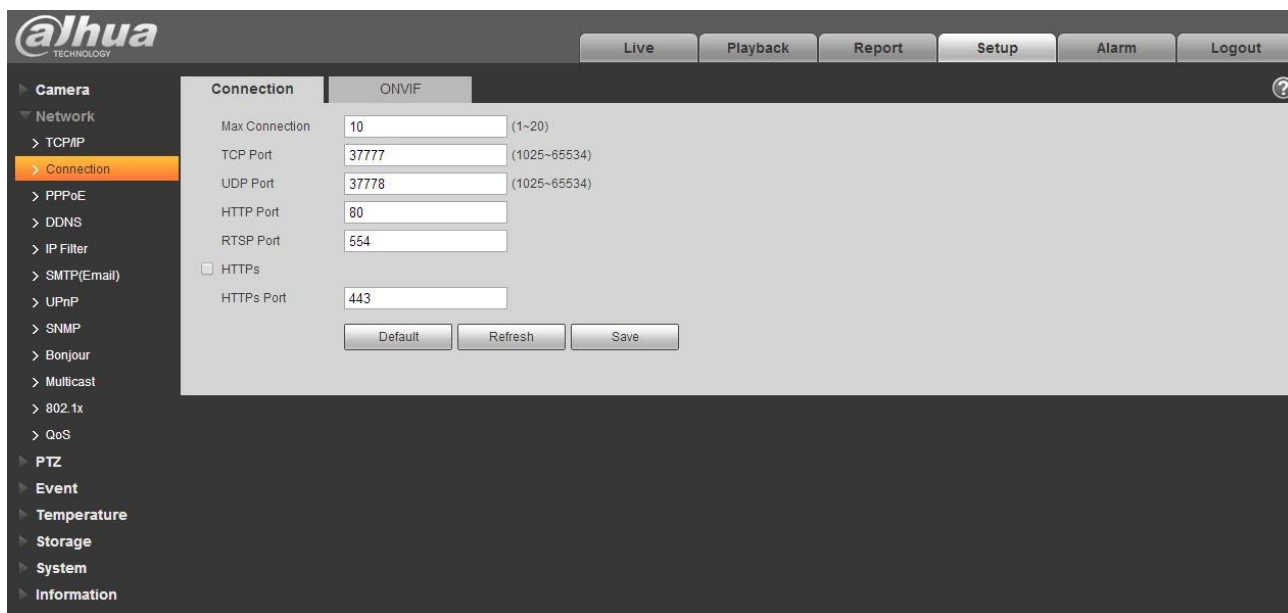 alhua
TECHNOLOGY
Live Playback Report Setup Alarm Logout
Camera
Network
> TCP/IP
> Connection
> PPPoE
> DDNS
> IP Filter
> SMTP(Email)
> UPnP
> SNMP
> Bonjour
> Multicast
> 802.1x
> QoS
PTZ
Event
Temperature
Storage
System
Information
Connection ONVIF ?
Max Connection 10 (1~20)
TCP Port 37777 (1025~65534)
UDP Port 37778 (1025~65534)
HTTP Port 80
RTSP Port 554
HTTPs
HTTPs Port 443
Default Refresh Save